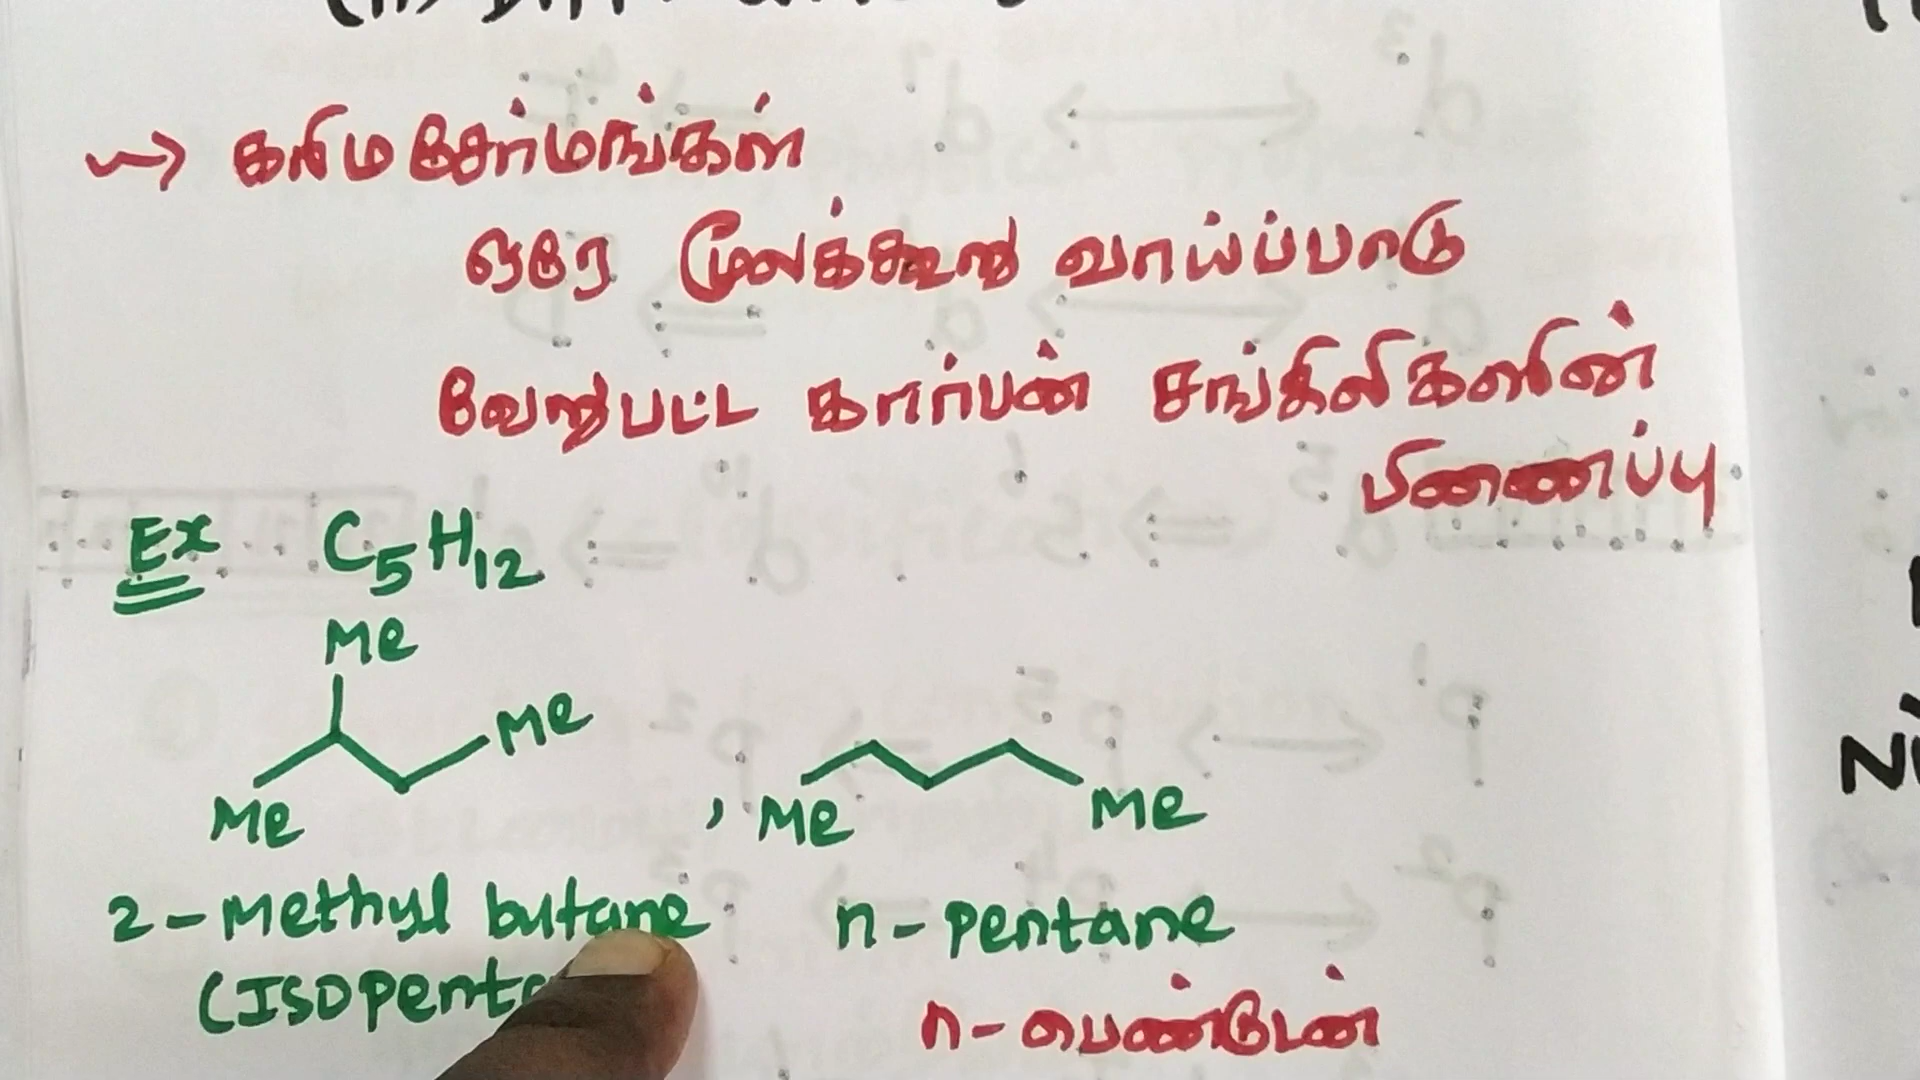 கரிம சேர்மங்கள்
ஒரே மூலக்கூறு வாய்ப்பாடு
வேறுபட்ட கார்பன் சங்கிலிகளின்
பிணைப்பு
Ex C5H12
Me
Me
Me
, Me
Me
2-Methyl butane
n-pentane
(Isopent
n-பெண்டேன்